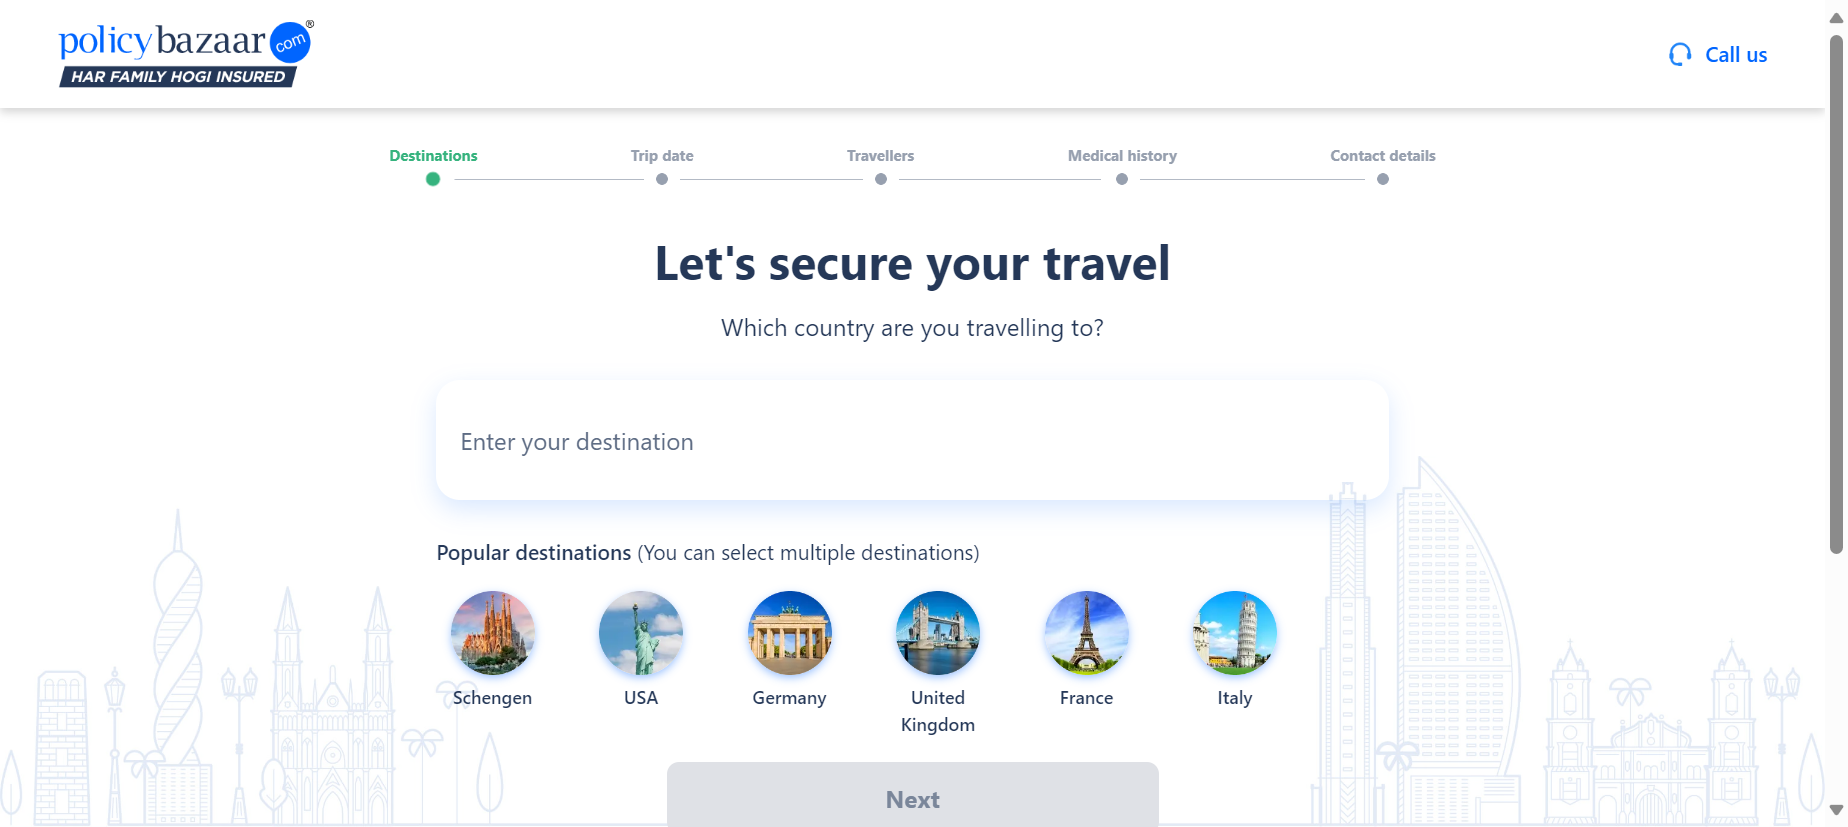 policybazaar com ®
HAR FAMILY HOGI INSURED
Call us
Destinations
Trip date
Travellers
Medical history
Contact details
Let's secure your travel
Which country are you travelling to?
Enter your destination
Popular destinations (You can select multiple destinations)
Schengen
USA
Germany
United
Kingdom
France
Italy
Next